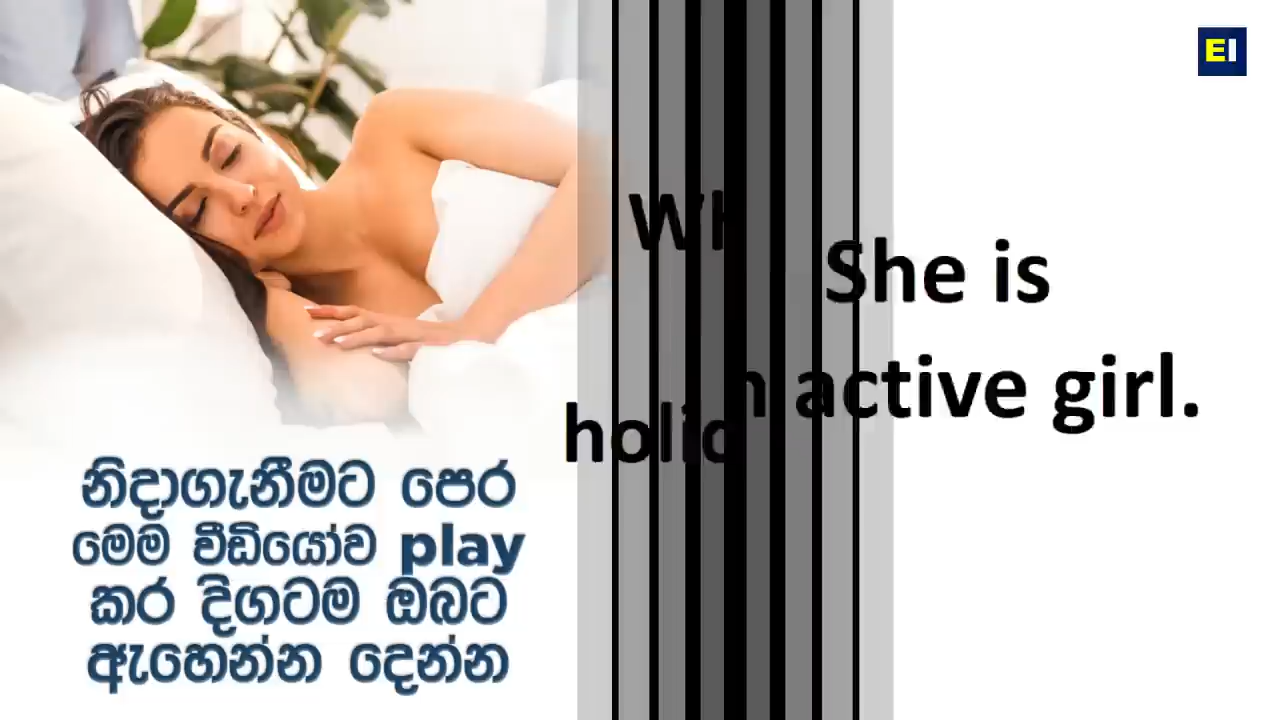 නිදාගැනීමට පෙර
මෙම වීඩියෝව play
කර දිගටම ඔබට
ඇහෙන්න දෙන්න
She is
active girl.
EI